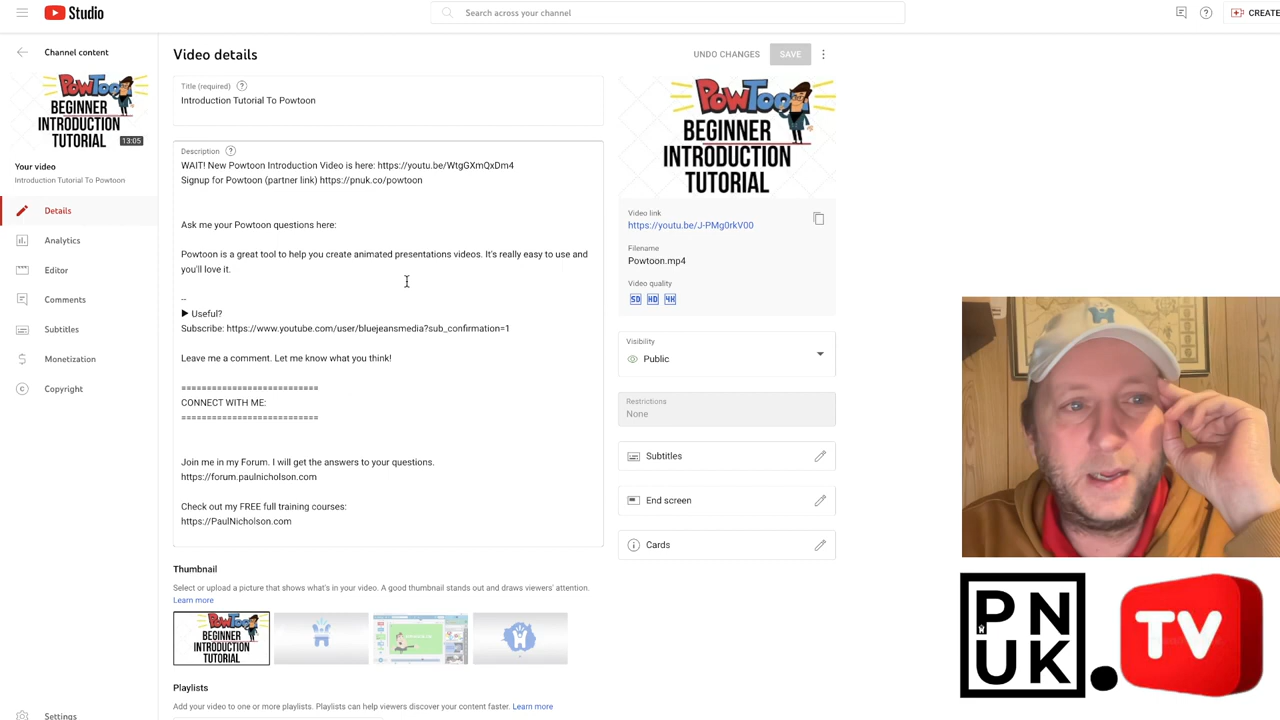 Studio
Search across your channel
CREATE
Channel content
Video details
UNDO CHANGES
SAVE
PowToon
BEGINNER
INTRODUCTION
TUTORIAL
13:05
Your video
Introduction Tutorial To Powtoon
Details
Analytics
Editor
Comments
Subtitles
Monetization
Copyright
Settings
Title (required)
Introduction Tutorial To Powtoon
Description
WAIT! New Powtoon Introduction Video is here: https://youtu.be/WtgGXmQxDm4
Signup for Powtoon (partner link) https://pnuk.co/powtoon
Ask me your Powtoon questions here:
Powtoon is a great tool to help you create animated presentations videos. It's really easy to use and
you'll love it.
--
▶ Useful?
Subscribe: https://www.youtube.com/user/bluejeansmedia?sub_confirmation=1
Leave me a comment. Let me know what you think!
===========================
CONNECT WITH ME:
===========================
Join me in my Forum. I will get the answers to your questions.
https://forum.paulnicholson.com
Check out my FREE full training courses:
https://PaulNicholson.com
Thumbnail
Select or upload a picture that shows what's in your video. A good thumbnail stands out and draws viewers' attention.
Learn more
PowToon
BEGINNER
INTRODUCTION
TUTORIAL
Playlists
Add your video to one or more playlists. Playlists can help viewers discover your content faster. Learn more
PowToon
BEGINNER
INTRODUCTION
TUTORIAL
Video link
https://youtu.be/J-PMg0rkV00
Filename
Powtoon.mp4
Video quality
SD HD 4K
Visibility
Public
Restrictions
None
Subtitles
End screen
Cards
PN
UK.
TV